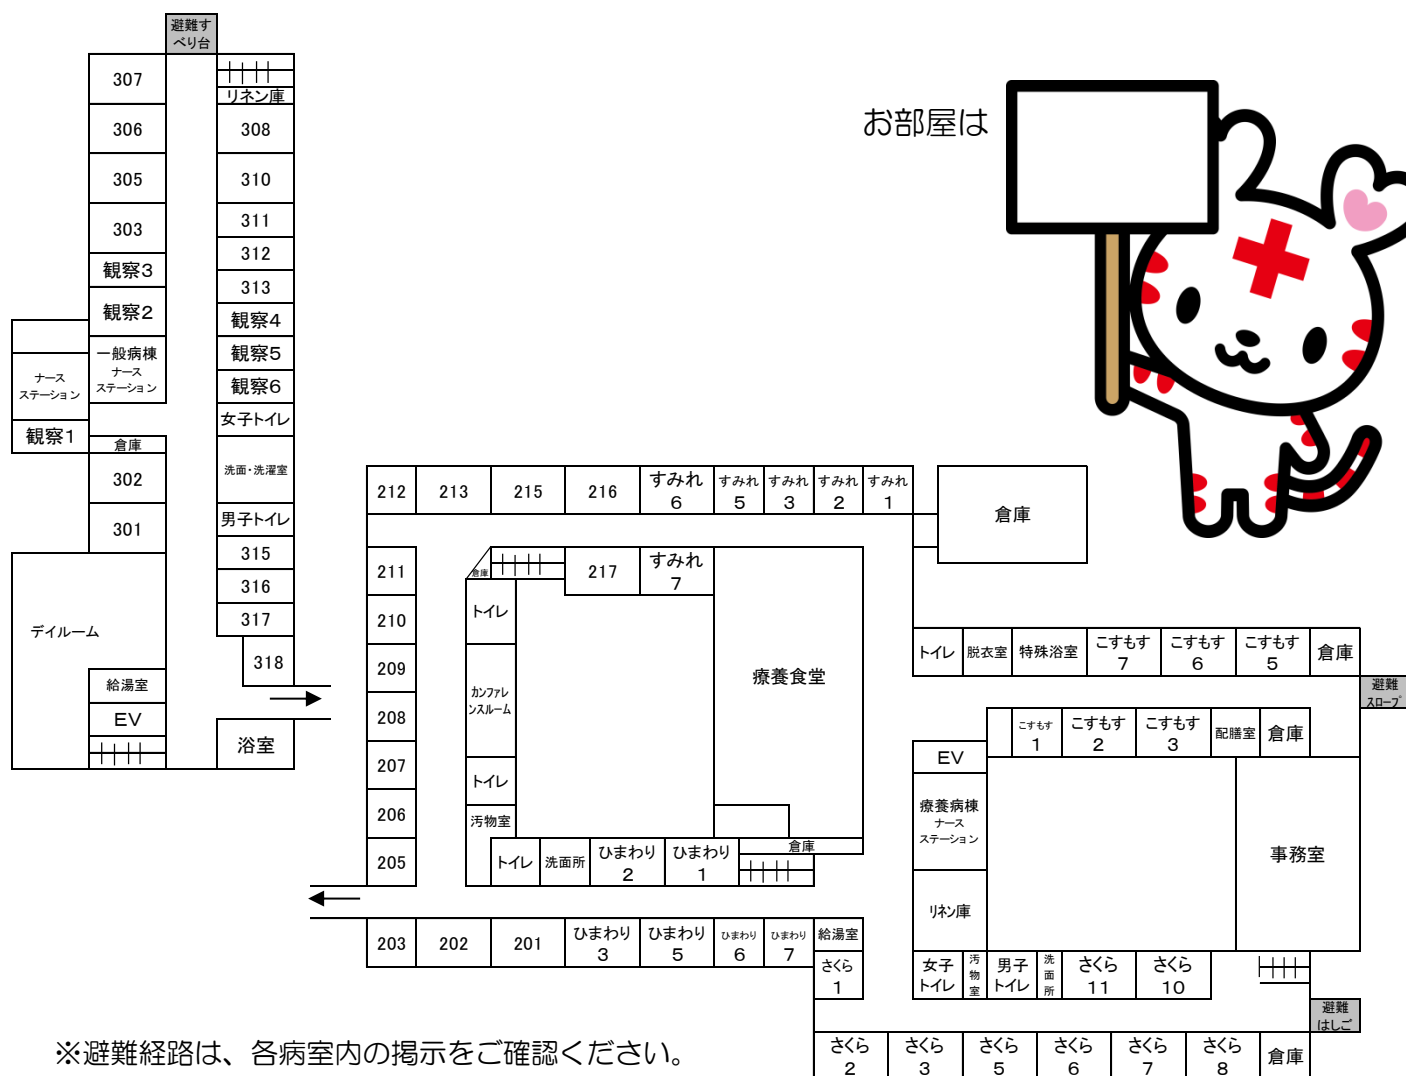 避難す
べり台
307
リネン庫
306
308
305
310
303
311
312
観察3
313
観察2
観察4
一般病棟
ナース
ステーション
観察5
ナース
ステーション
観察6
女子トイレ
観察1
倉庫
302
洗面・洗濯室
301
男子トイレ
315
316
317
デイルーム
318
給湯室
EV
浴室
お部屋は
212
213
215
216
すみれ
6
すみれ
5
すみれ
3
すみれ
2
すみれ
1
倉庫
211
倉庫
217
すみれ
7
210
トイレ
209
カンファレ
ンスルーム
療養食堂
208
207
トイレ
206
汚物室
205
トイレ
洗面所
ひまわり
2
ひまわり
1
倉庫
203
202
201
ひまわり
3
ひまわり
5
ひまわり
6
ひまわり
7
給湯室
さくら
1
トイレ
脱衣室
特殊浴室
こすもす
7
こすもす
6
こすもす
5
倉庫
避難
スロープ
こすもす
1
こすもす
2
こすもす
3
配膳室
倉庫
EV
療養病棟
ナース
ステーション
事務室
リネン庫
女子
トイレ
汚
物
室
男子
トイレ
洗
面
所
さくら
11
さくら
10
避難
はしご
さくら
2
さくら
3
さくら
5
さくら
6
さくら
7
さくら
8
倉庫
※避難経路は、各病室内の掲示をご確認ください。